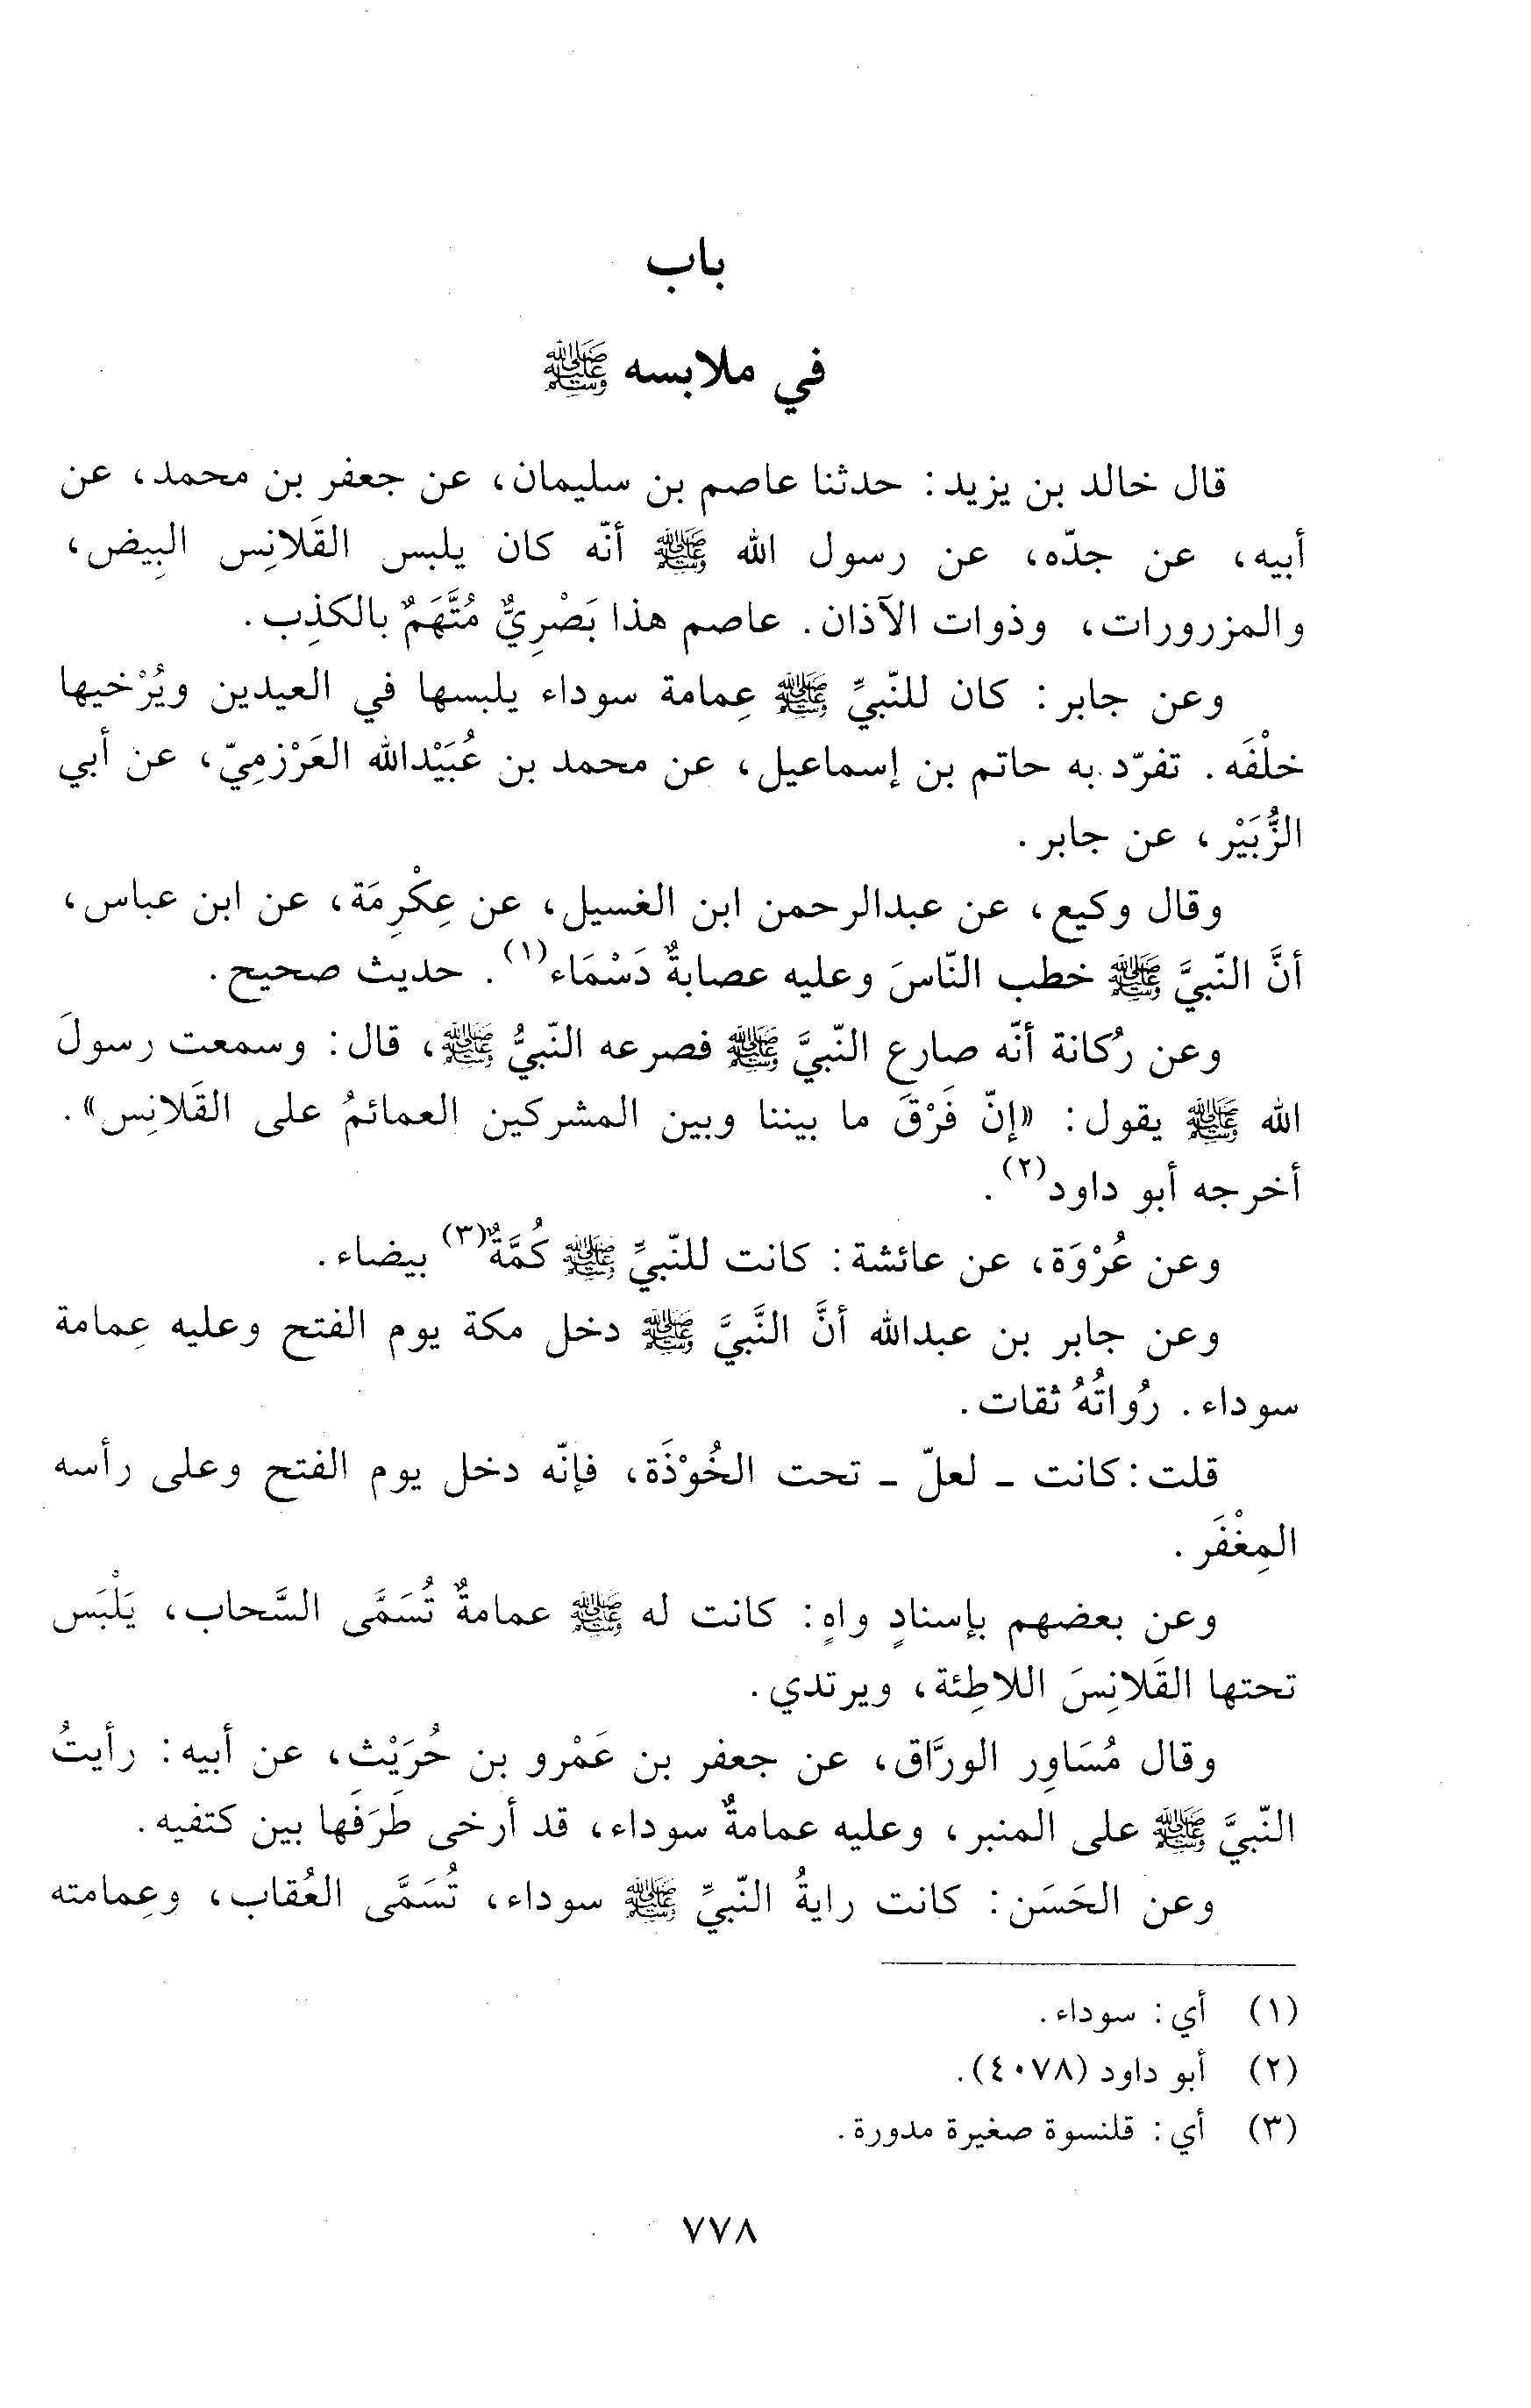 باب
في ملابسه ﷺ
قال خالد بن يزيد: حدثنا عاصم بن سليمان، عن جعفر بن محمد، عن
أبيه، عن جدّه، عن رسول الله ﷺ أنّه كان يلبس القَلانِس البِيض،
والمزرورات، وذوات الآذان. عاصم هذا بَصْرِيٌّ مُتَّهَمٌ بالكذِب.
وعن جابر: كان للنّبيِّ ﷺ عِمامة سوداء يلبسها في العيدين ويُرْخيها
خلْفَه. تفرّد به حاتم بن إسماعيل، عن محمد بن عُبَيْدالله العَرْزمِيّ، عن أبي
الزُّبَيْر، عن جابر.
وقال وكيع، عن عبدالرحمن ابن الغسيل، عن عِكْرِمَة، عن ابن عباس،
أنَّ النّبيَّ ﷺ خطب النّاسَ وعليه عصابةٌ دَسْمَاء(١). حديث صحيح.
وعن رُكانة أنّه صارع النّبيَّ ﷺ فصرعه النّبيُّ ﷺ، قال: وسمعت رسولَ
الله ﷺ يقول: «إنّ فَرْقَ ما بيننا وبين المشركين العمائمُ على القَلانِس».
أخرجه أبو داود(٢).
وعن عُرْوَة، عن عائشة: كانت للنّبيِّ ﷺ كُمَّةٌ(٣) بيضاء.
وعن جابر بن عبدالله أنَّ النَّبيَّ ﷺ دخل مكة يوم الفتح وعليه عِمامة
سوداء. رُواتُهُ ثقات.
قلت: كانت ـ لعلّ ـ تحت الخُوْذَة، فإنّه دخل يوم الفتح وعلى رأسه
المِغْفَر.
وعن بعضهم بإسنادٍ واهٍ: كانت له ﷺ عمامةٌ تُسَمَّى السَّحاب، يَلْبَس
تحتها القَلانِسَ اللاطِئة، ويرتدي.
وقال مُسَاوِر الورَّاق، عن جعفر بن عَمْرو بن حُرَيْث، عن أبيه: رأيتُ
النّبيَّ ﷺ على المنبر، وعليه عمامةٌ سوداء، قد أرخى طَرَفَها بين كتفيه.
وعن الحَسَن: كانت رايةُ النّبيِّ ﷺ سوداء، تُسَمَّى العُقاب، وعِمامته
(١) أي: سوداء.
(٢) أبو داود (٤٠٧٨).
(٣) أي: قلنسوة صغيرة مدورة.
٧٧٨